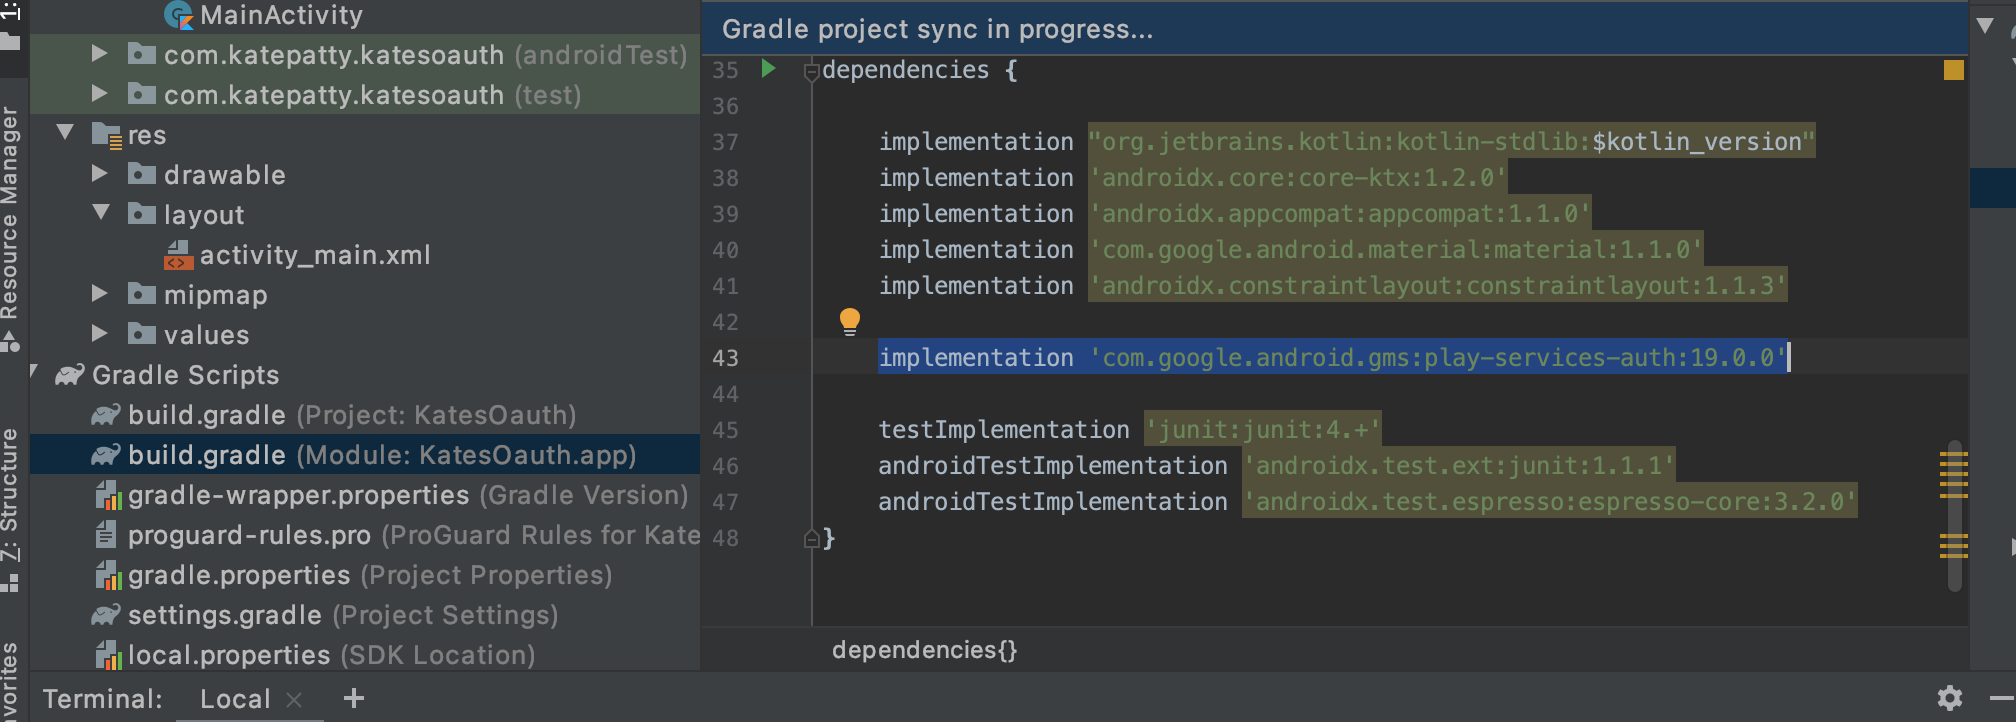 1:
Resource Manager
7: Structure
MainActivity
com.katepatty.katesoauth (androidTest)
com.katepatty.katesoauth (test)
res
drawable
layout
activity_main.xml
mipmap
values
Gradle Scripts
build.gradle (Project: KatesOauth)
build.gradle (Module: KatesOauth.app)
gradle-wrapper.properties (Gradle Version)
proguard-rules.pro (ProGuard Rules for Kate
gradle.properties (Project Properties)
settings.gradle (Project Settings)
local.properties (SDK Location)
Gradle project sync in progress...
35 dependencies {
36
37 implementation "org.jetbrains.kotlin:kotlin-stdlib:$kotlin_version"
38 implementation 'androidx.core:core-ktx:1.2.0'
39 implementation 'androidx.appcompat:appcompat:1.1.0'
40 implementation 'com.google.android.material:material:1.1.0'
41 implementation 'androidx.constraintlayout:constraintlayout:1.1.3'
42
43 implementation 'com.google.android.gms:play-services-auth:19.0.0'
44
45 testImplementation 'junit:junit:4.+'
46 androidTestImplementation 'androidx.test.ext:junit:1.1.1'
47 androidTestImplementation 'androidx.test.espresso:espresso-core:3.2.0'
48 }
dependencies{}
Terminal: Local × +